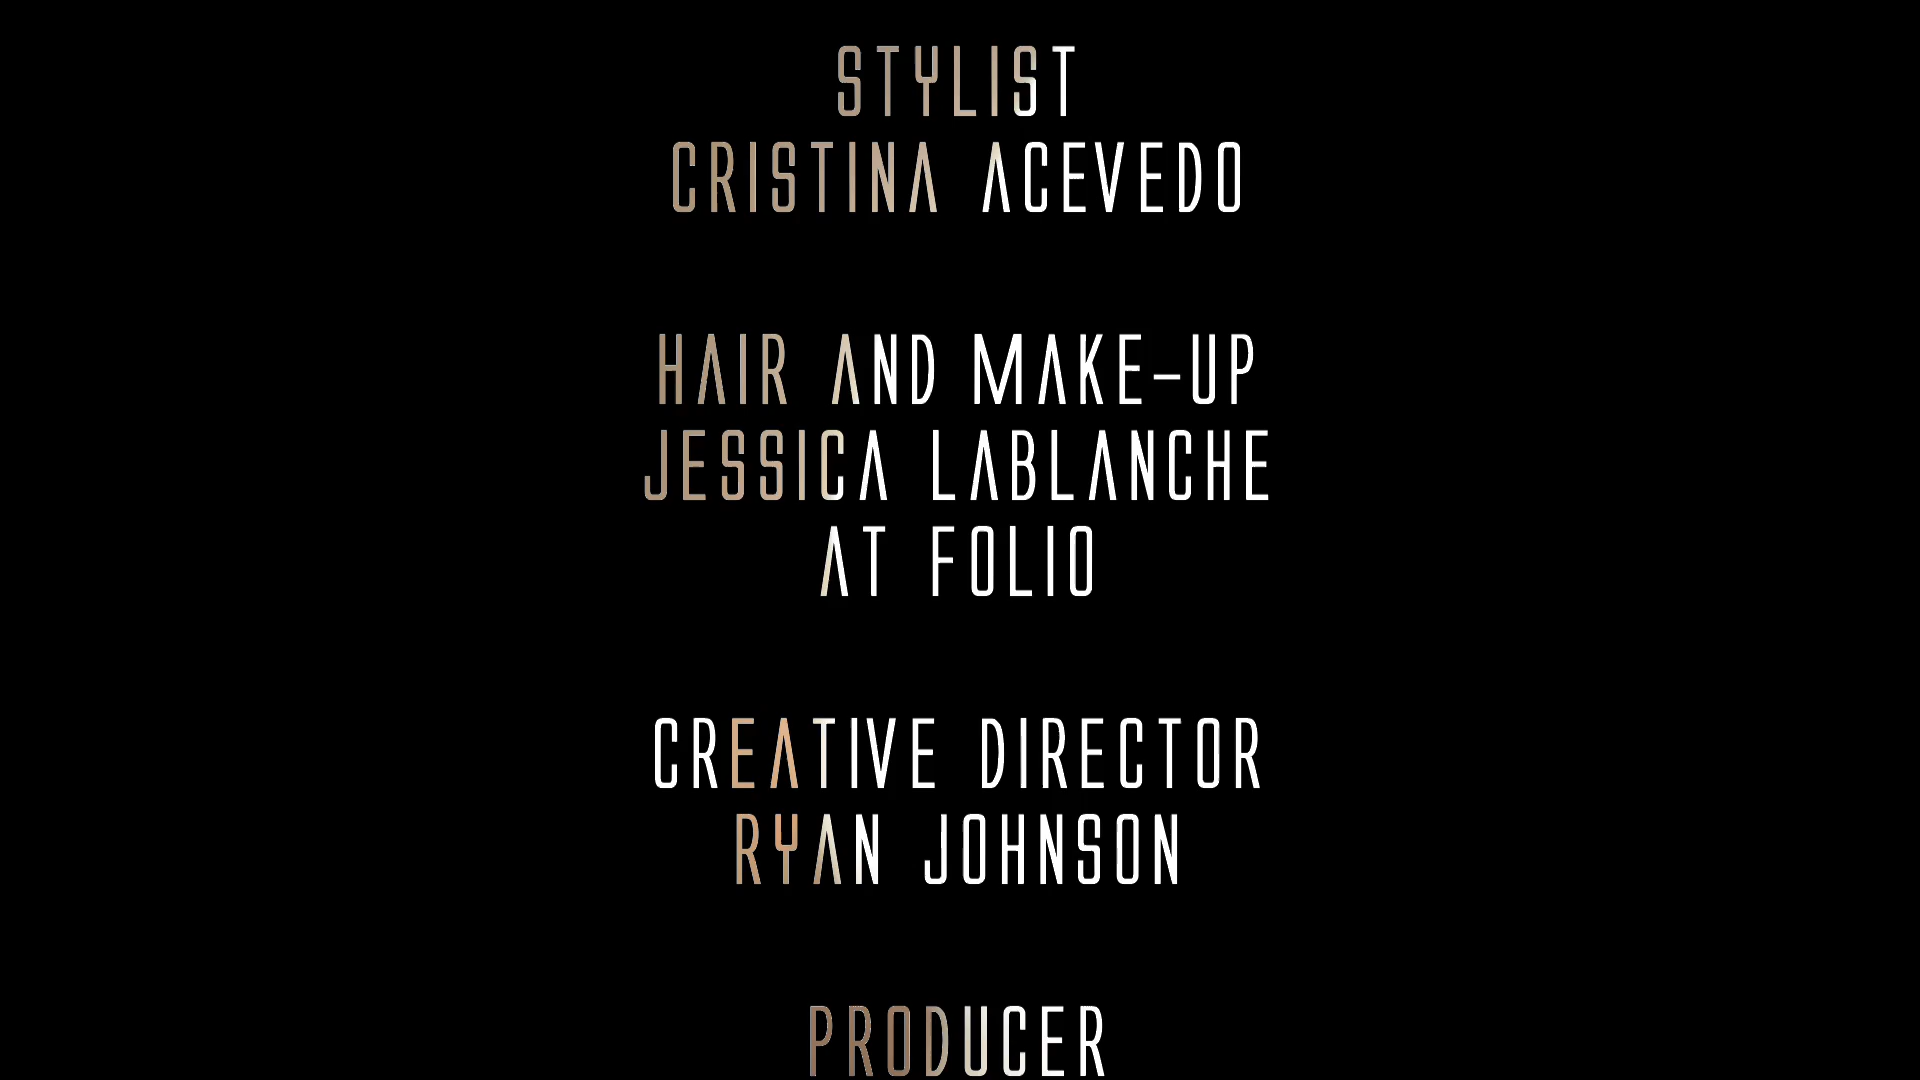 STYLIST
CRISTINA ACEVEDO
HAIR AND MAKE-UP
JESSICA LABLANCHE
AT FOLIO
CREATIVE DIRECTOR
RYAN JOHNSON
PRODUCER